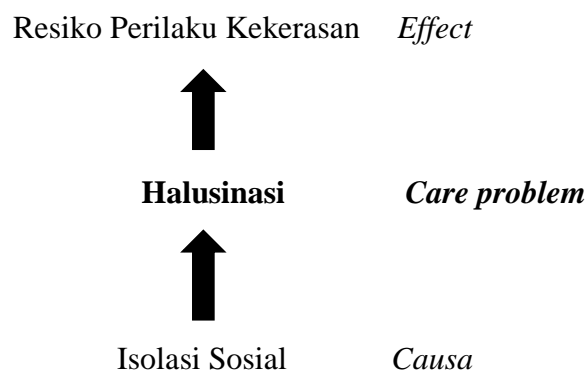 Resiko Perilaku Kekerasan Effect
Halusinasi Care problem
Isolasi Sosial Causa